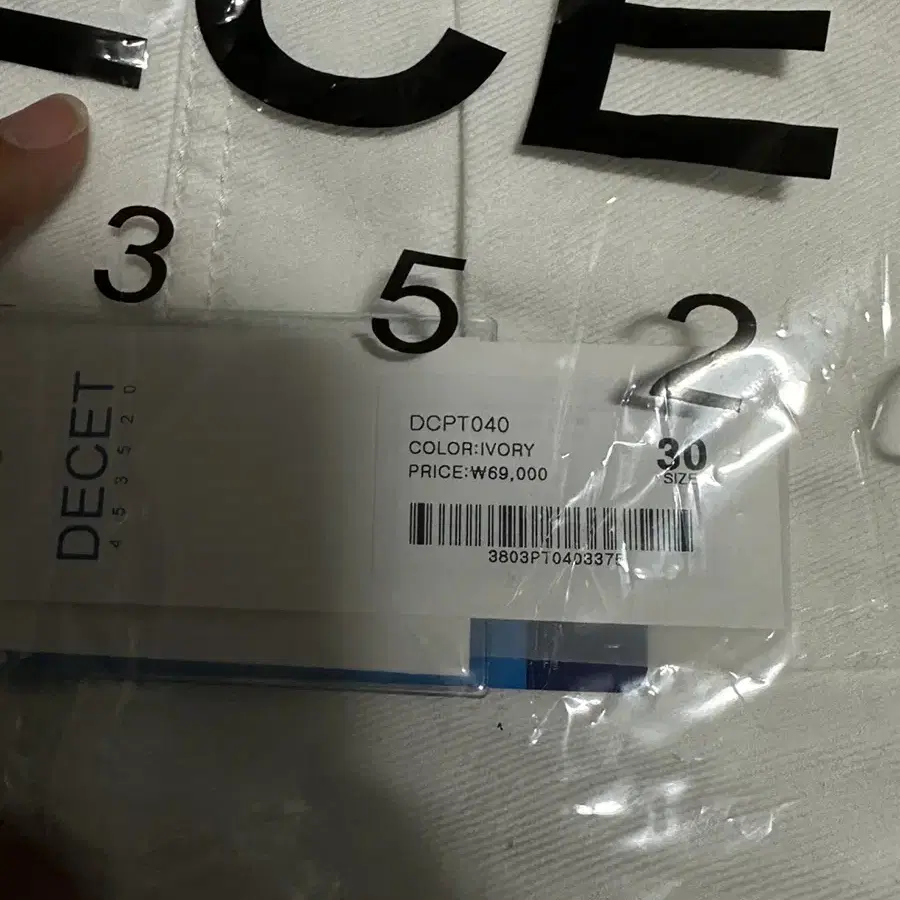 CE
3 5 2
DECET
4 5 3 5 2 0
DCPT040
COLOR:IVORY
PRICE:₩69,000
30
SIZE
3803PT0403375